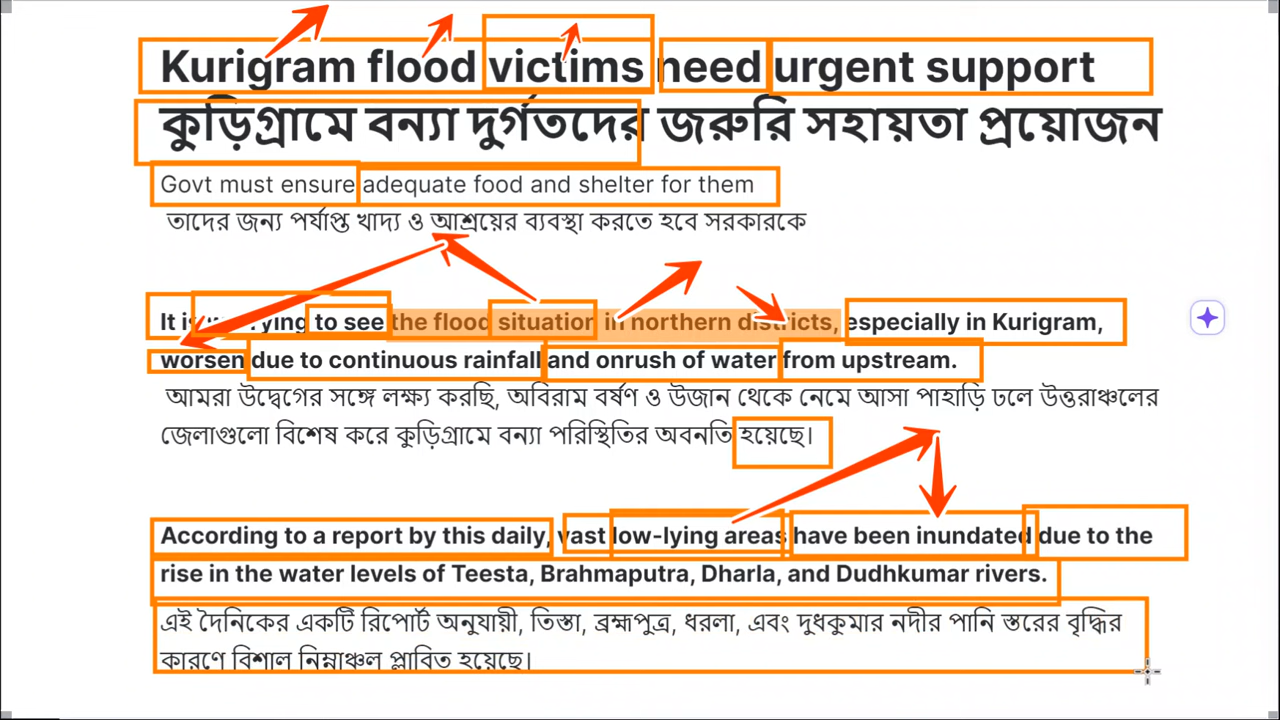 Kurigram flood victims need urgent support
কুড়িগ্রামে বন্যা দুর্গতদের জরুরি সহায়তা প্রয়োজন
Govt must ensure adequate food and shelter for them
তাদের জন্য পর্যাপ্ত খাদ্য ও আশ্রয়ের ব্যবস্থা করতে হবে সরকারকে
It is to see the flood situation in northern districts, especially in Kurigram,
worsen due to continuous rainfall and onrush of water from upstream.
আমরা উদ্বেগের সঙ্গে লক্ষ্য করছি, অবিরাম বর্ষণ ও উজান থেকে নেমে আসা পাহাড়ি ঢলে উত্তরাঞ্চলের
জেলাগুলো বিশেষ করে কুড়িগ্রামে বন্যা পরিস্থিতির অবনতি হয়েছে।
According to a report by this daily, vast low-lying areas have been inundated due to the
rise in the water levels of Teesta, Brahmaputra, Dharla, and Dudhkumar rivers.
এই দৈনিকের একটি রিপোর্ট অনুযায়ী, তিস্তা, ব্রহ্মপুত্র, ধরলা, এবং দুধকুমার নদীর পানি স্তরের বৃদ্ধির
কারণে বিশাল নিম্নাঞ্চল প্লাবিত হয়েছে।